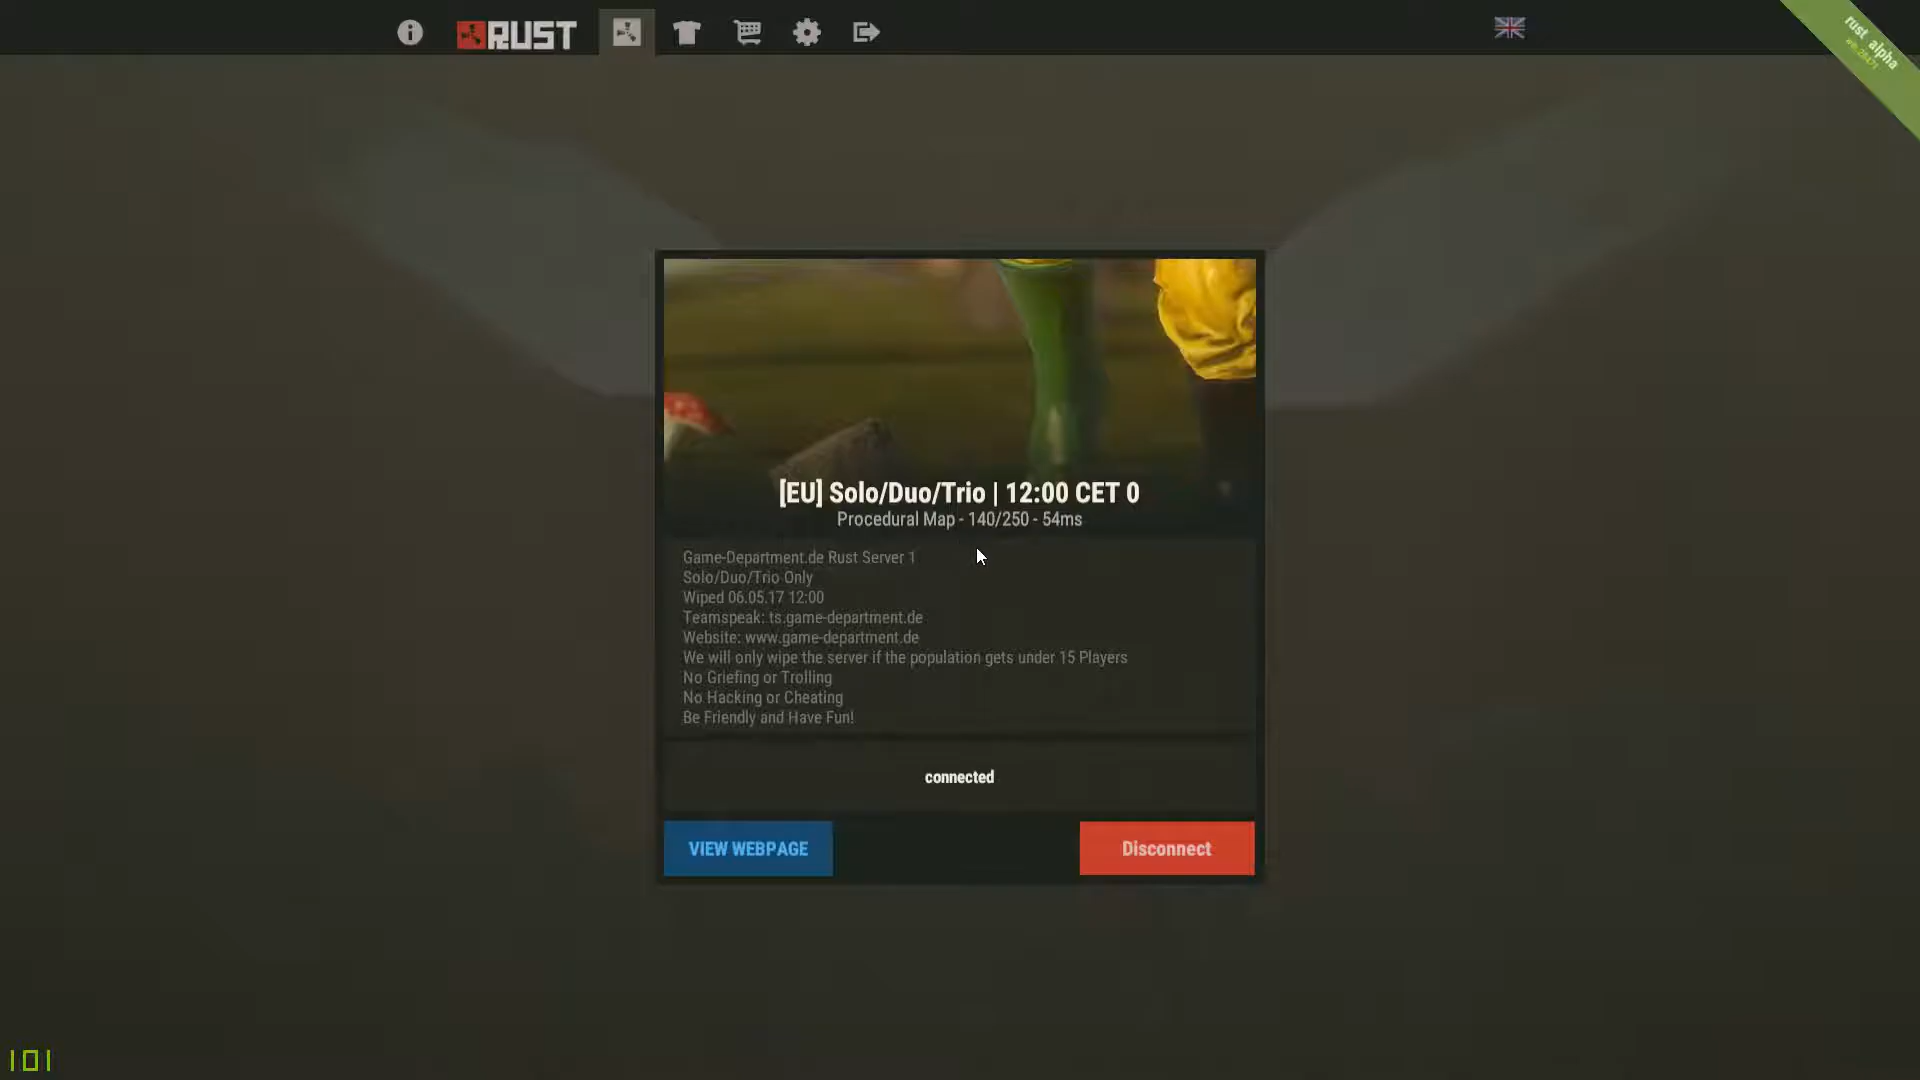 RUST
rust alpha
[EU] Solo/Duo/Trio | 12:00 CET 0
Procedural Map - 140/250 - 54ms
Game-Department.de Rust Server 1
Solo/Duo/Trio Only
Wiped 06.05.17 12:00
Teamspeak: ts.game-department.de
Website: www.game-department.de
We will only wipe the server if the population gets under 15 Players
No Griefing or Trolling
No Hacking or Cheating
Be Friendly and Have Fun!
connected
VIEW WEBPAGE
Disconnect
101